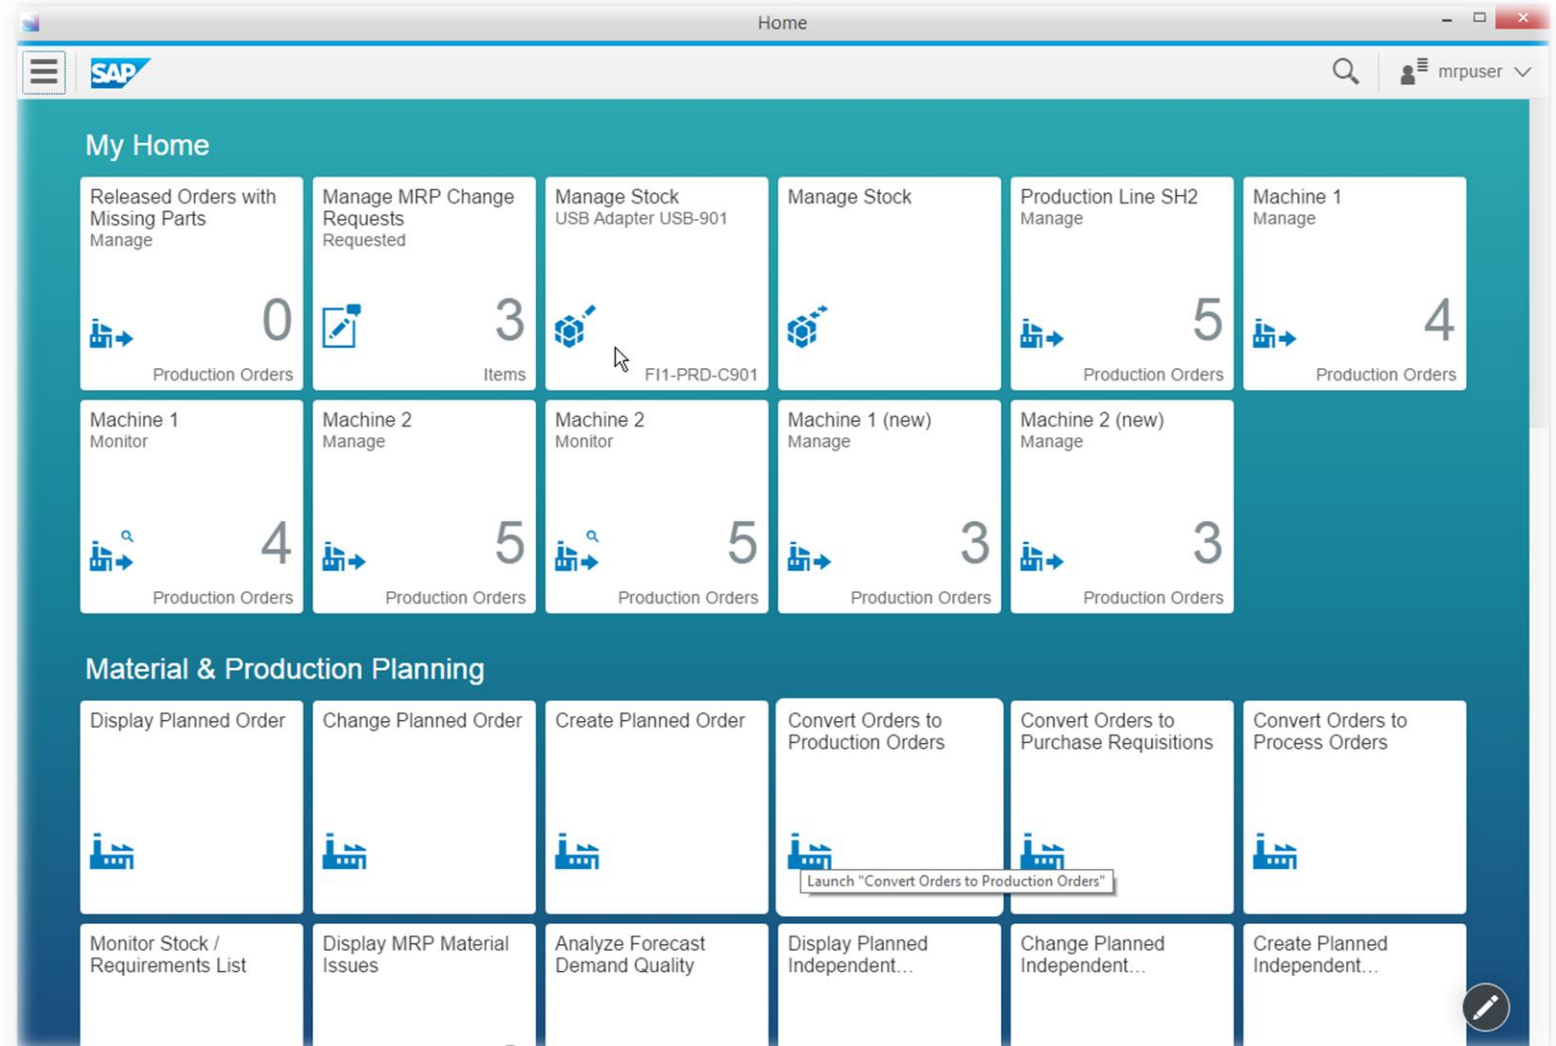 Home
SAP
mrpuser
My Home
Released Orders with
Missing Parts
Manage
0
Production Orders
Manage MRP Change
Requests
Requested
3
Items
Manage Stock
USB Adapter USB-901
FI1-PRD-C901
Manage Stock
Production Line SH2
Manage
5
Production Orders
Machine 1
Manage
4
Production Orders
Machine 1
Monitor
4
Production Orders
Machine 2
Manage
5
Production Orders
Machine 2
Monitor
5
Production Orders
Machine 1 (new)
Manage
3
Production Orders
Machine 2 (new)
Manage
3
Production Orders
Material & Production Planning
Display Planned Order
Change Planned Order
Create Planned Order
Convert Orders to
Production Orders
Convert Orders to
Purchase Requisitions
Convert Orders to
Process Orders
Launch "Convert Orders to Production Orders"
Monitor Stock /
Requirements List
Display MRP Material
Issues
Analyze Forecast
Demand Quality
Display Planned
Independent...
Change Planned
Independent...
Create Planned
Independent...